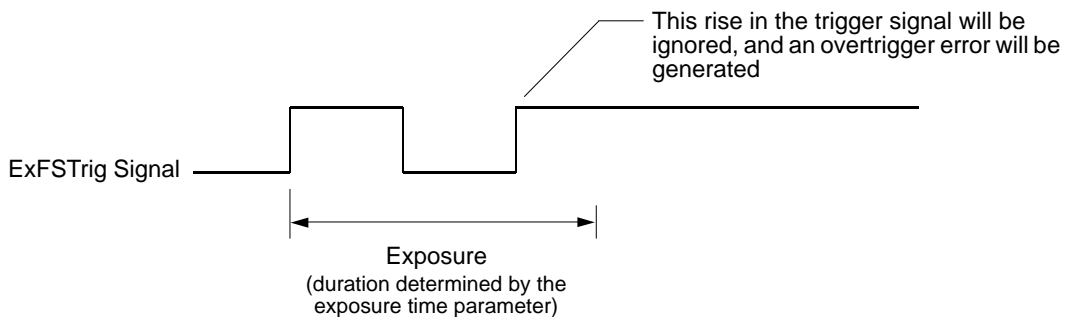 This rise in the trigger signal will be
ignored, and an overtrigger error will be
generated
ExFSTrig Signal
Exposure
(duration determined by the
exposure time parameter)